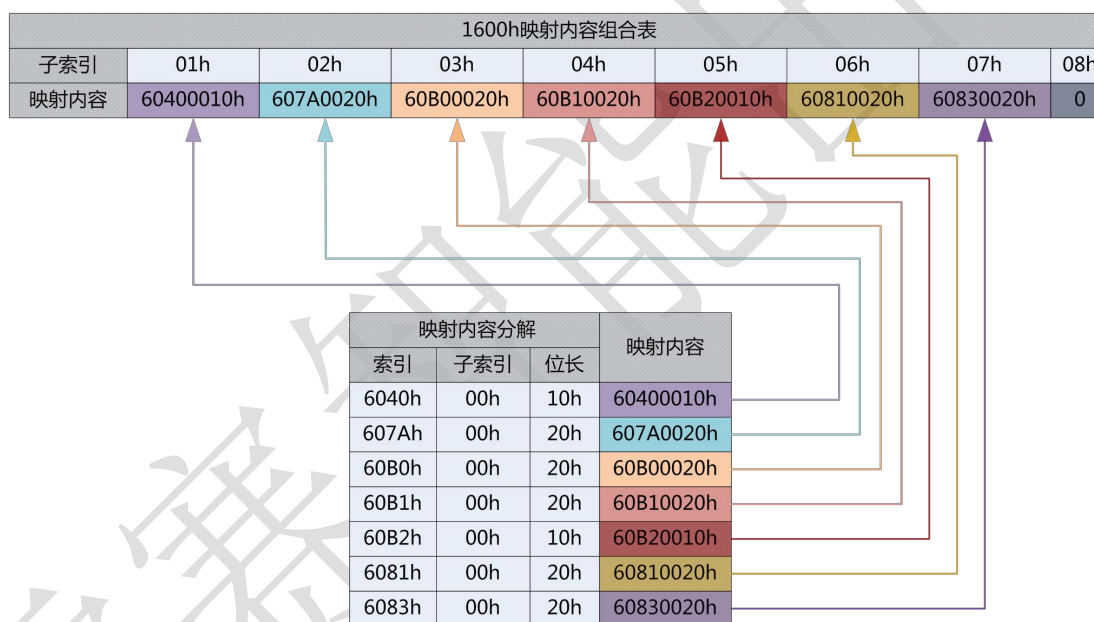 1600h映射内容组合表
子索引 01h 02h 03h 04h 05h 06h 07h 08h
映射内容 60400010h 607A0020h 60B00020h 60B10020h 60B20010h 60810020h 60830020h 0
映射内容分解 映射内容
索引 子索引 位长
6040h 00h 10h 60400010h
607Ah 00h 20h 607A0020h
60B0h 00h 20h 60B00020h
60B1h 00h 20h 60B10020h
60B2h 00h 10h 60B20010h
6081h 00h 20h 60810020h
6083h 00h 20h 60830020h
赛智能